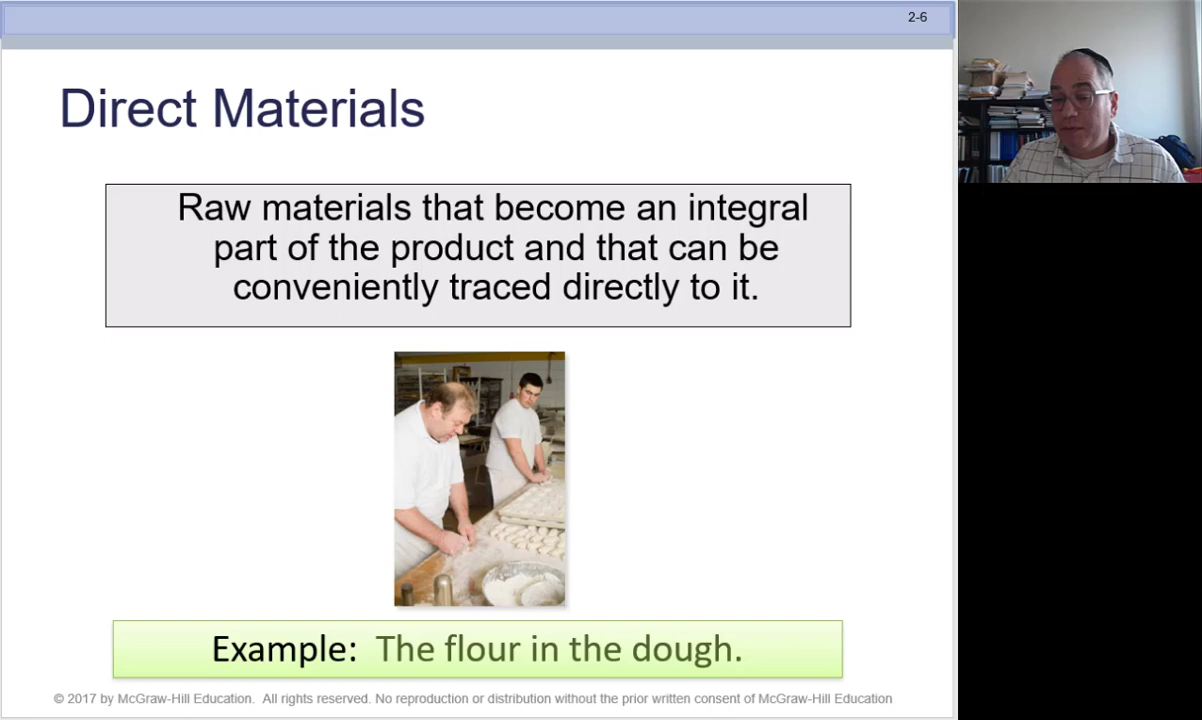 2-6
Direct Materials
Raw materials that become an integral
part of the product and that can be
conveniently traced directly to it.
Example: The flour in the dough.
© 2017 by McGraw-Hill Education. All rights reserved. No reproduction or distribution without the prior written consent of McGraw-Hill Education